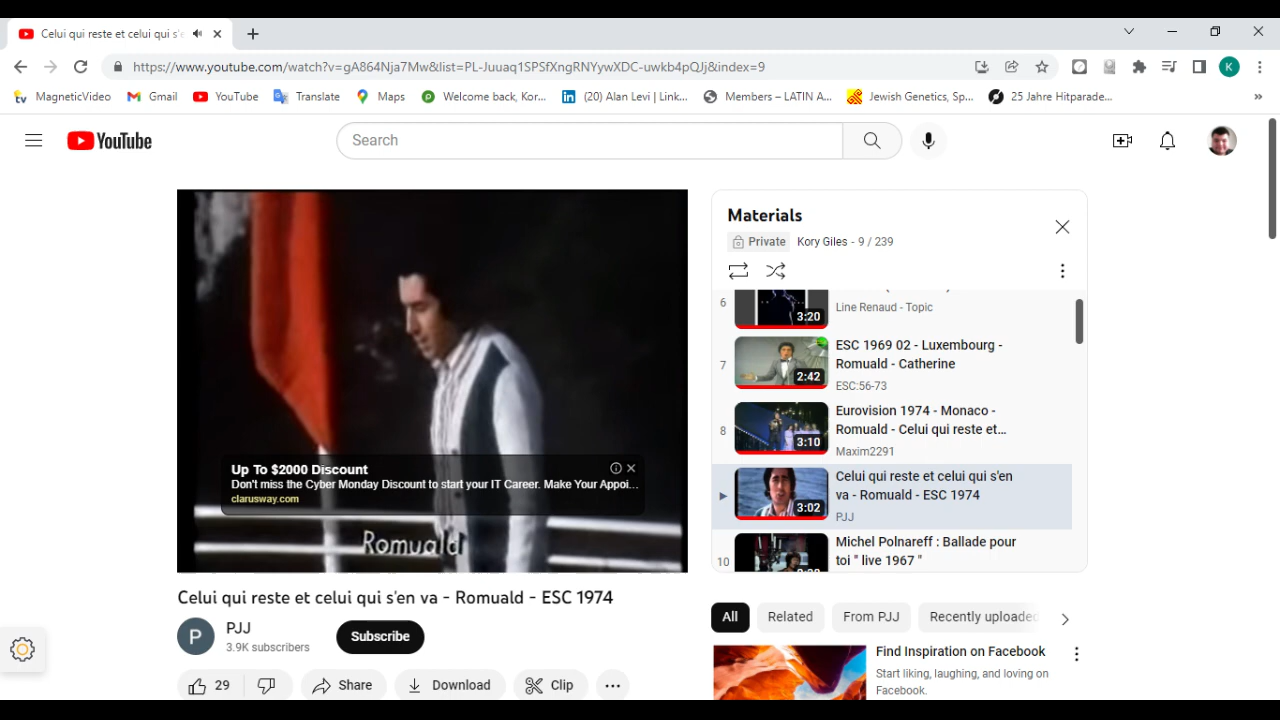 Celui qui reste et celui qui s'e
https://www.youtube.com/watch?v=gA864Nja7Mw&list=PL-Juuaq1SPSfXngRNYywXDC-uwkb4pQJj&index=9
K
MagneticVideo
Gmail
YouTube
Translate
Maps
Welcome back, Kor...
(20) Alan Levi | Link...
Members – LATIN A...
Jewish Genetics, Sp...
25 Jahre Hitparade...
YouTube
Search
Up To $2000 Discount
Don't miss the Cyber Monday Discount to start your IT Career. Make Your Appoi...
clarusway.com
Romuald
Celui qui reste et celui qui s'en va - Romuald - ESC 1974
P
PJJ
3.9K subscribers
Subscribe
29
Share
Download
Clip
Materials
Private
Kory Giles - 9 / 239
6
3:20
Line Renaud - Topic
7
2:42
ESC 1969 02 - Luxembourg -
Romuald - Catherine
ESC:56-73
8
3:10
Eurovision 1974 - Monaco -
Romuald - Celui qui reste et...
Maxim2291
3:02
Celui qui reste et celui qui s'en
va - Romuald - ESC 1974
PJJ
10
Michel Polnareff : Ballade pour
toi " live 1967 "
All
Related
From PJJ
Recently uploaded
Find Inspiration on Facebook
Start liking, laughing, and loving on
Facebook.